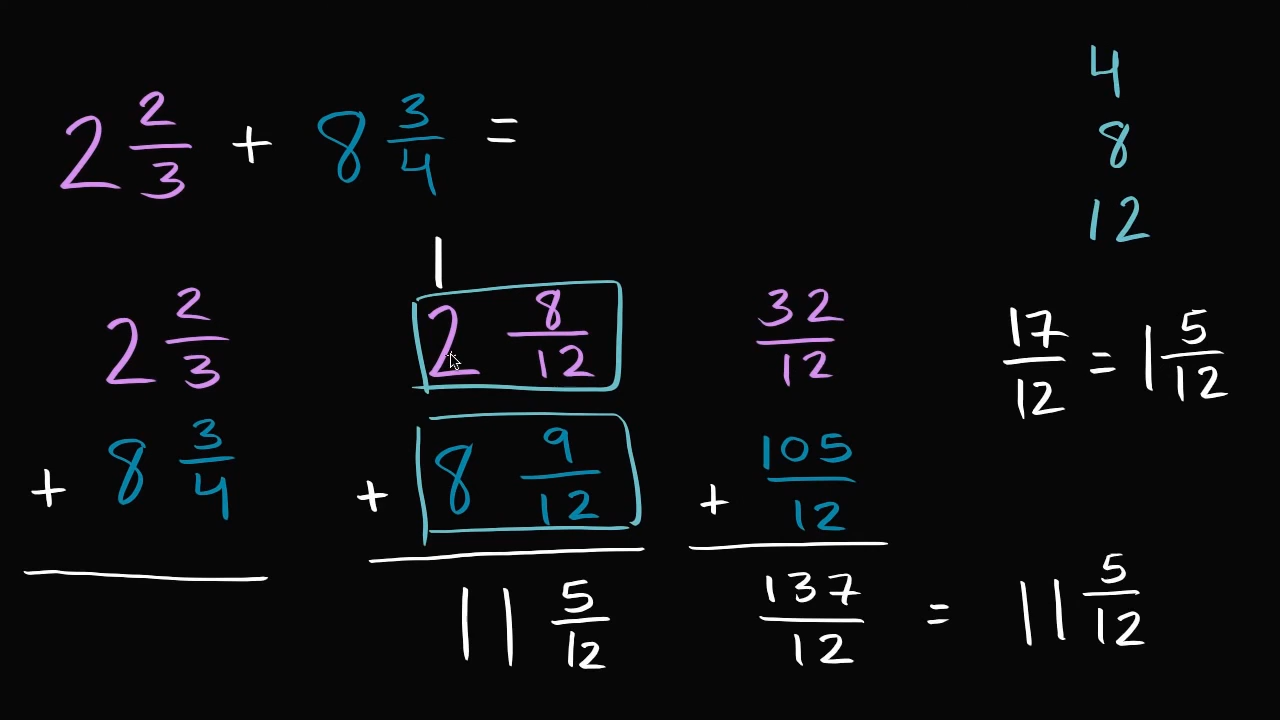 2 2/3 + 8 3/4 =
4
8
12
1
2 2/3
+ 8 3/4
2 8/12
+ 8 9/12
11 5/12
32/12
+ 105/12
137/12 = 11 5/12
17/12 = 1 5/12